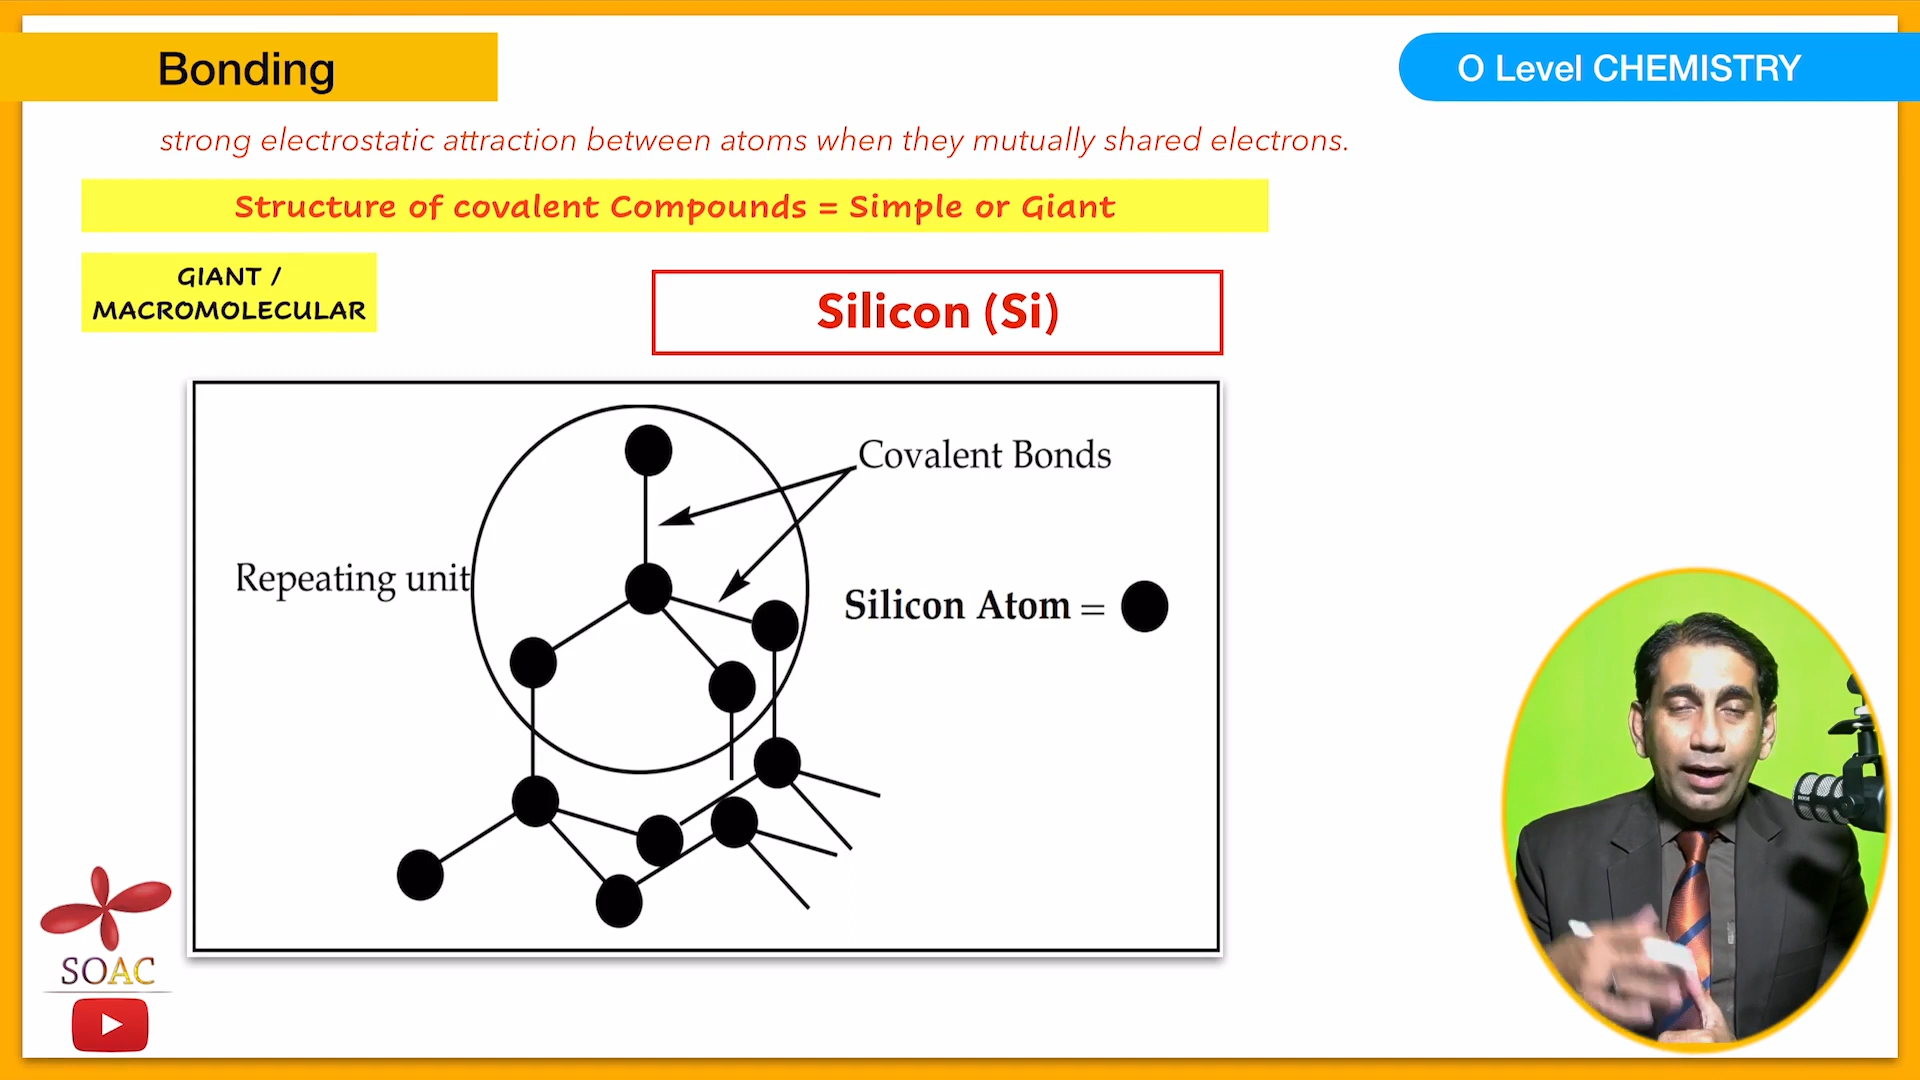 Bonding
O Level CHEMISTRY
strong electrostatic attraction between atoms when they mutually shared electrons.
Structure of covalent Compounds = Simple or Giant
GIANT /
MACROMOLECULAR
Silicon (Si)
Covalent Bonds
Repeating unit
Silicon Atom =
SOAC